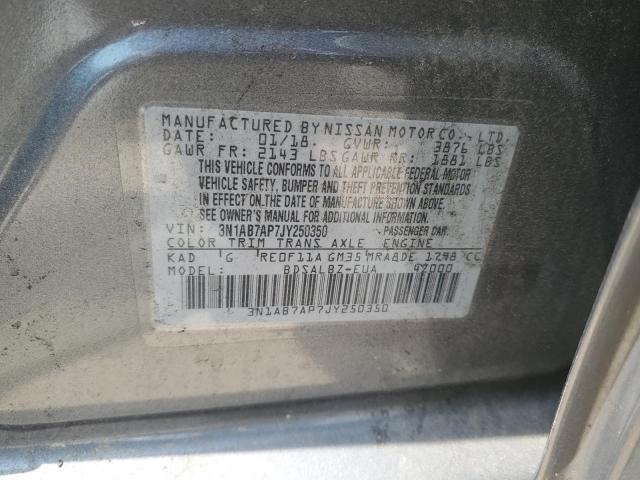 MANUFACTURED BY NISSAN MOTOR CO., LTD.
DATE: 01/18 GVWR: 3876 LBS
GAWR FR: 2143 LBS GAWR RR: 1881 LBS
THIS VEHICLE CONFORMS TO ALL APPLICABLE FEDERAL MOTOR
VEHICLE SAFETY, BUMPER AND THEFT PREVENTION STANDARDS
IN EFFECT ON THE DATE OF MANUFACTURE SHOWN ABOVE.
SEE OWNER'S MANUAL FOR ADDITIONAL INFORMATION.
VIN: 3N1AB7AP7JY250350 PASSENGER CAR
COLOR TRIM TRANS AXLE ENGINE
KAD G RE0F11A GM35 MRA8DE 1798 CC
MODEL: BDSALBZ-EUA 47000
3N1AB7AP7JY250350